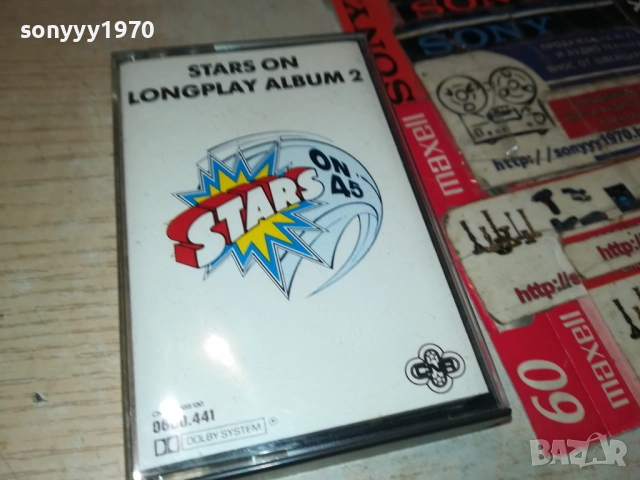 sonyyy1970
STARS ON
LONGPLAY ALBUM 2
STARS
ON
45
CNR
441
DOLBY SYSTEM
SONY
SONY
SONY
maxell
maxell
60
http://sonyyy1970.
http://s
http:/
BAZAR